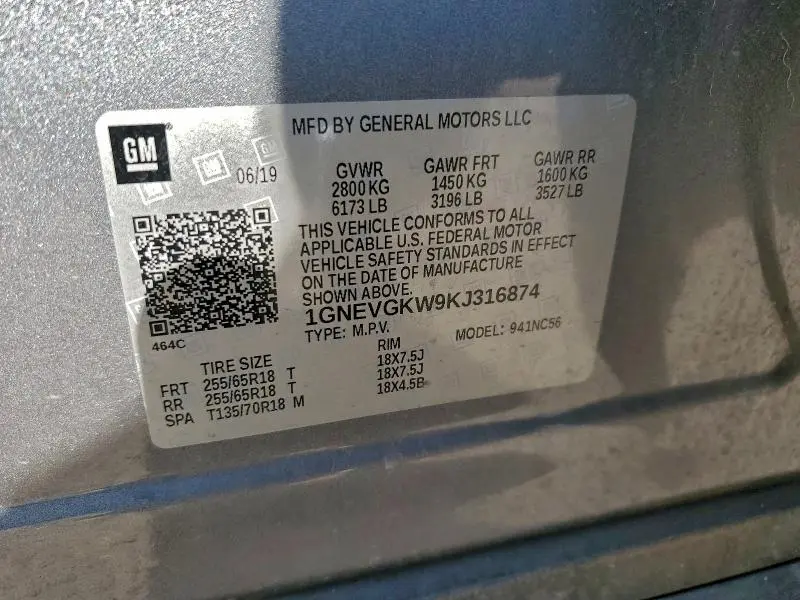 GM
MFD BY GENERAL MOTORS LLC
06/19
GVWR GAWR FRT GAWR RR
2800 KG 1450 KG 1600 KG
6173 LB 3196 LB 3527 LB
THIS VEHICLE CONFORMS TO ALL
APPLICABLE U.S. FEDERAL MOTOR
VEHICLE SAFETY STANDARDS IN EFFECT
ON THE DATE OF MANUFACTURE
SHOWN ABOVE.
1GNEVGKW9KJ316874
TYPE: M.P.V. MODEL: 941NC56
464C
TIRE SIZE RIM
FRT 255/65R18 T 18X7.5J
RR 255/65R18 T 18X7.5J
SPA T135/70R18 M 18X4.5B